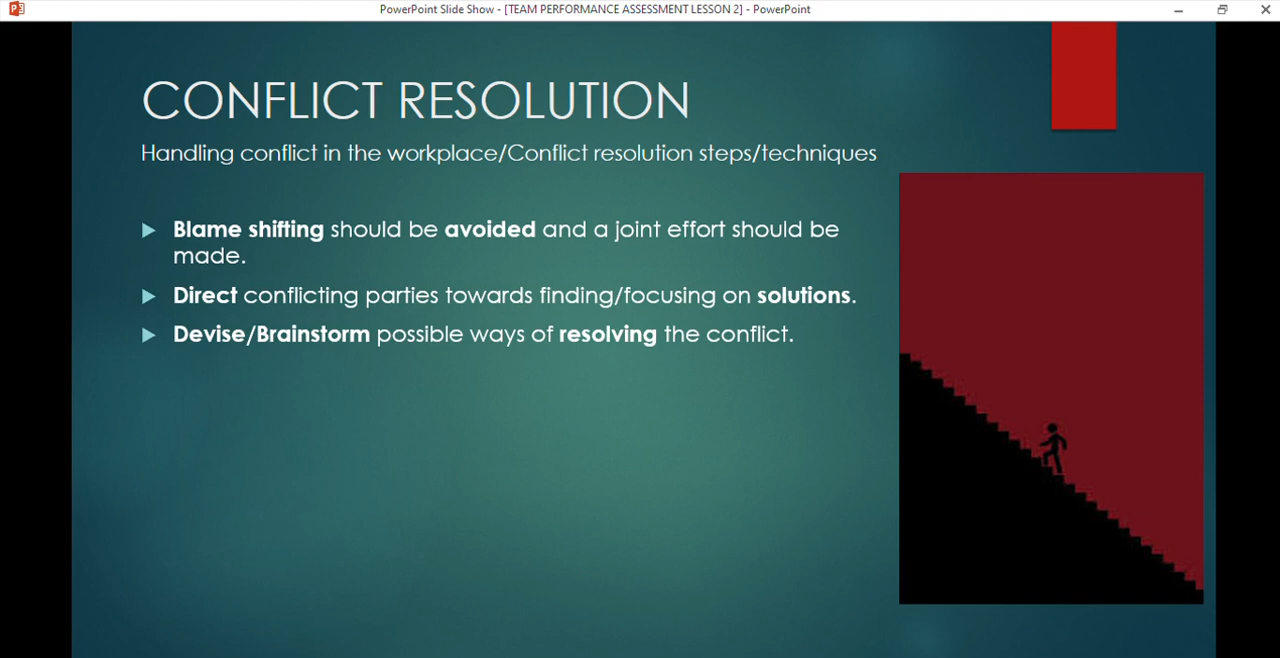 PowerPoint Slide Show - [TEAM PERFORMANCE ASSESSMENT LESSON 2] - PowerPoint
CONFLICT RESOLUTION
Handling conflict in the workplace/Conflict resolution steps/techniques
Blame shifting should be avoided and a joint effort should be
made.
Direct conflicting parties towards finding/focusing on solutions.
Devise/Brainstorm possible ways of resolving the conflict.